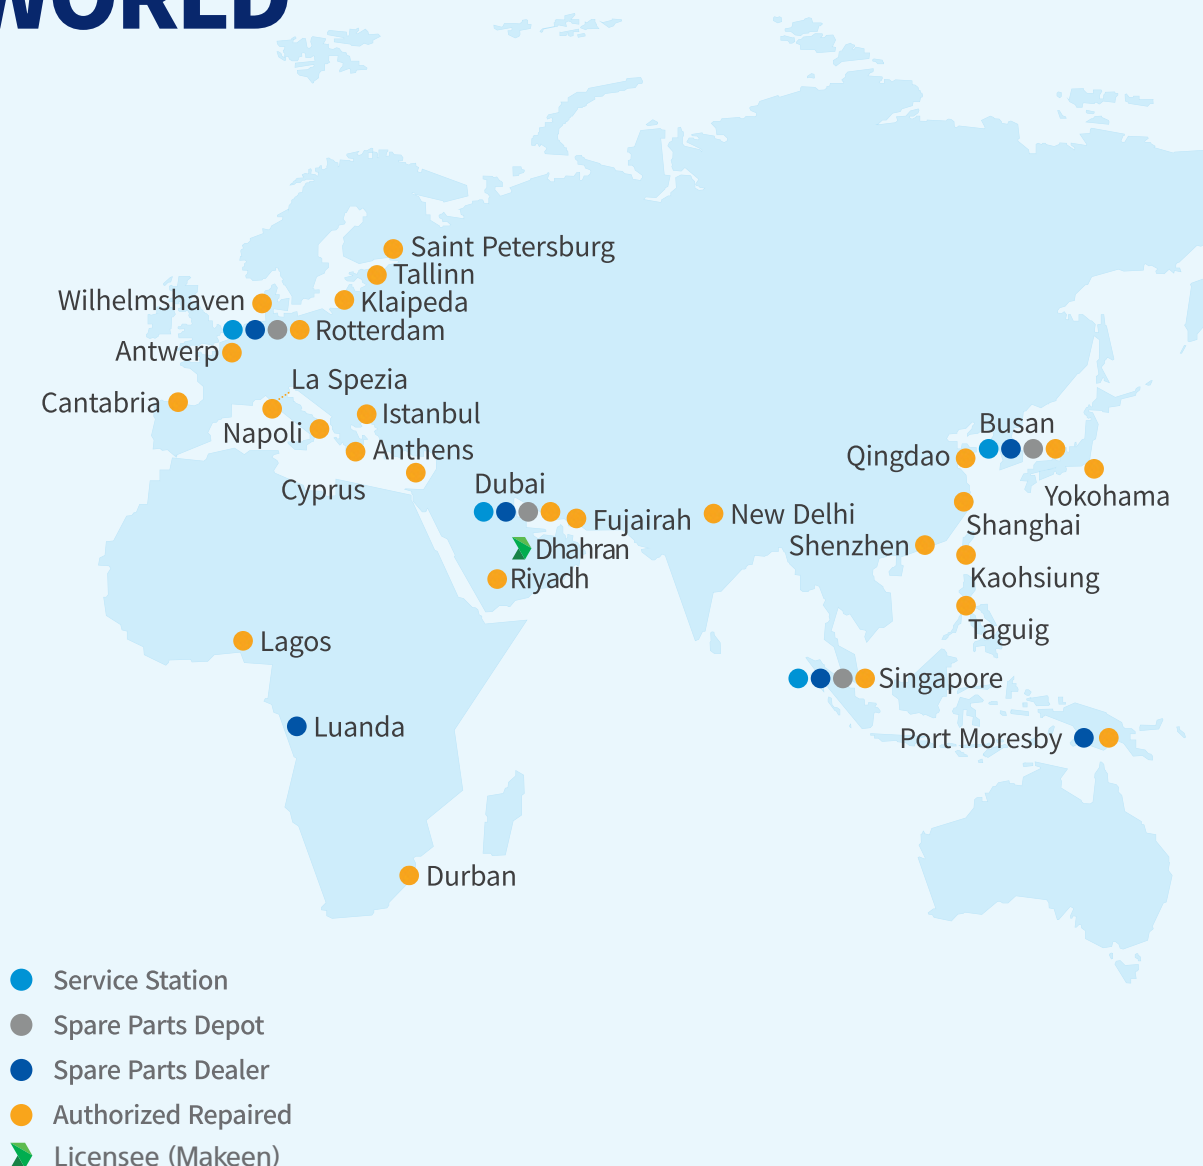 WORLD
Saint Petersburg
Tallinn
Wilhelmshaven
Klaipeda
Rotterdam
Antwerp
La Spezia
Cantabria
Istanbul
Napoli
Anthens
Cyprus
Dubai
Fujairah
New Delhi
Dhahran
Riyadh
Busan
Qingdao
Yokohama
Shanghai
Shenzhen
Kaohsiung
Taguig
Lagos
Singapore
Luanda
Port Moresby
Durban
Service Station
Spare Parts Depot
Spare Parts Dealer
Authorized Repaired
Licensee (Makeen)